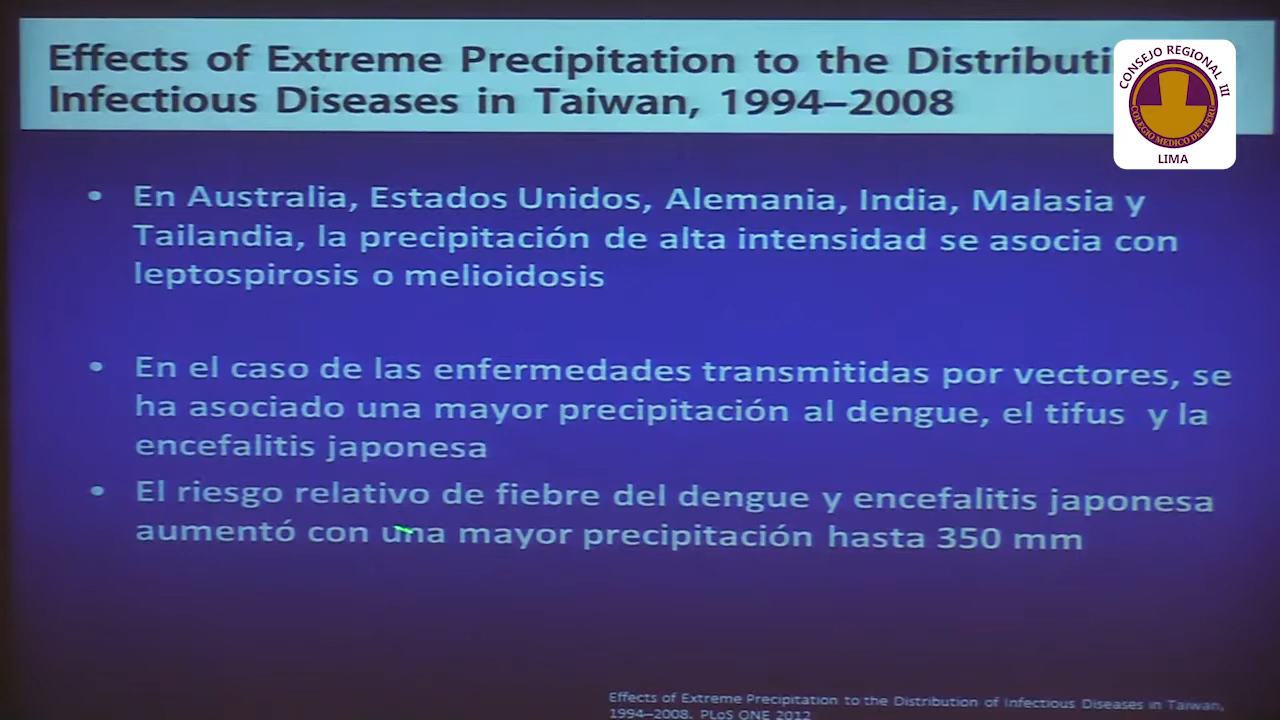 Effects of Extreme Precipitation to the Distributi
Infectious Diseases in Taiwan, 1994–2008
CONSEJO REGIONAL III
COLEGIO MEDICO DEL PERU
LIMA
• En Australia, Estados Unidos, Alemania, India, Malasia y
Tailandia, la precipitación de alta intensidad se asocia con
leptospirosis o melioidosis
• En el caso de las enfermedades transmitidas por vectores, se
ha asociado una mayor precipitación al dengue, el tifus y la
encefalitis japonesa
• El riesgo relativo de fiebre del dengue y encefalitis japonesa
aumentó con una mayor precipitación hasta 350 mm
Effects of Extreme Precipitation to the Distribution of Infectious Diseases in Taiwan,
1994–2008. PLoS ONE 2012